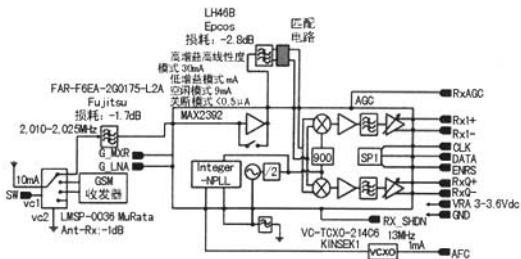 LH46B
Epcos
损耗：-2.8dB
匹配
电路
高增益高线性度
模式 30mA
低增益模式 mA
空闲模式 9mA
关断模式 <0.5μA
FAR-F6EA-2G0175-L2A
Fujitsu
损耗：-1.7dB
2,010-2,025MHz
MAX2392
AGC
RxAGC
RxI+
RxI-
CLK
DATA
ENRS
RxQ+
RxQ-
VRA 3-3.6Vdc
GND
G_MXR
G_LNA
10mA
SW
vc1
vc2
GSM
收发器
LMSP-0036 MuRata
Ant-Rx:-1dB
Integer
-NPLL
/2
900
SPI
RX_SHDN
VC-TCXO-214C6
KINSEKI
13MHz
1mA
VCXO
AFC